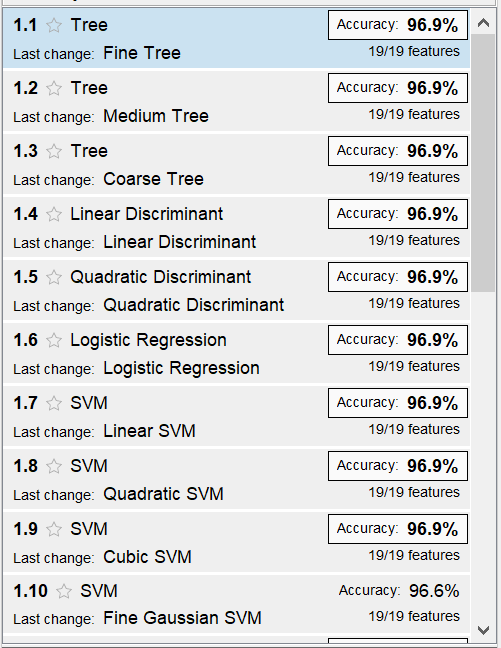 1.1 Tree Accuracy: 96.9%
Last change: Fine Tree 19/19 features
1.2 Tree Accuracy: 96.9%
Last change: Medium Tree 19/19 features
1.3 Tree Accuracy: 96.9%
Last change: Coarse Tree 19/19 features
1.4 Linear Discriminant Accuracy: 96.9%
Last change: Linear Discriminant 19/19 features
1.5 Quadratic Discriminant Accuracy: 96.9%
Last change: Quadratic Discriminant 19/19 features
1.6 Logistic Regression Accuracy: 96.9%
Last change: Logistic Regression 19/19 features
1.7 SVM Accuracy: 96.9%
Last change: Linear SVM 19/19 features
1.8 SVM Accuracy: 96.9%
Last change: Quadratic SVM 19/19 features
1.9 SVM Accuracy: 96.9%
Last change: Cubic SVM 19/19 features
1.10 SVM Accuracy: 96.6%
Last change: Fine Gaussian SVM 19/19 features